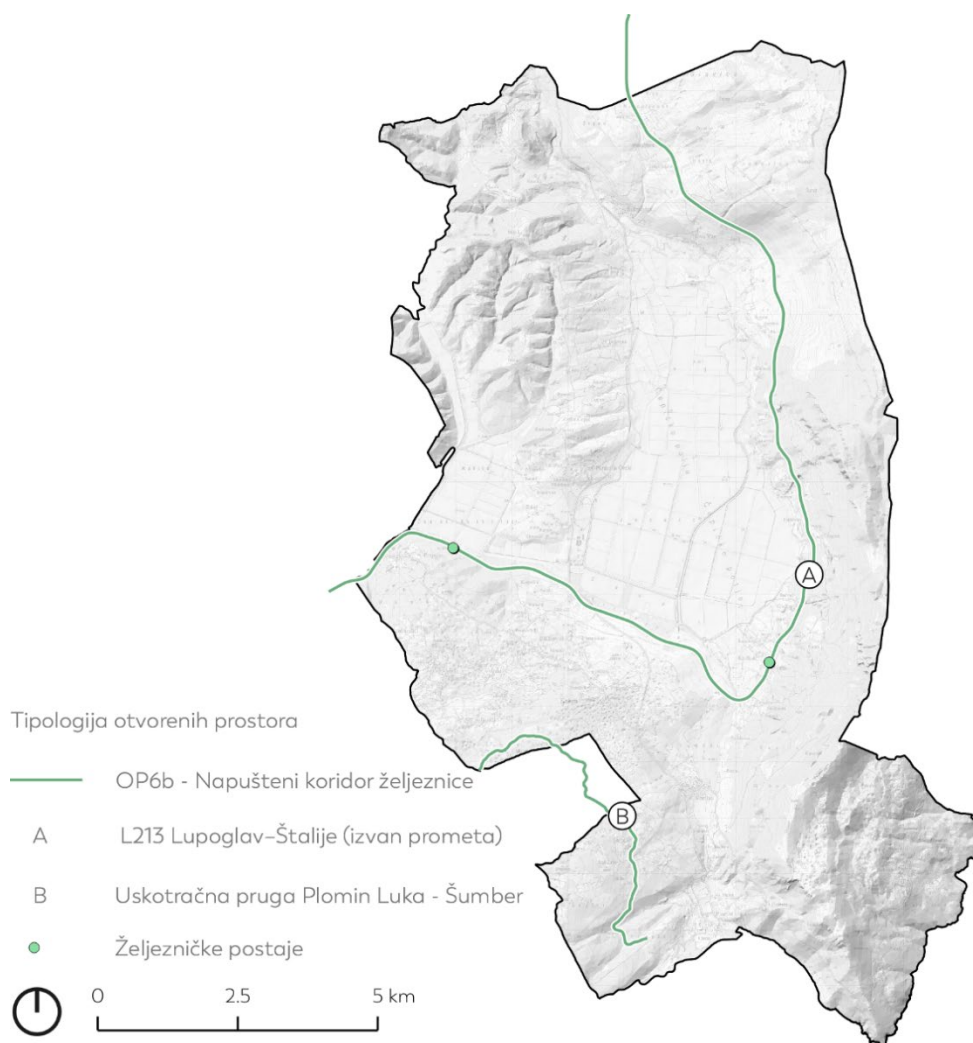 A
B
Tipologija otvorenih prostora
OP6b - Napušteni koridor željeznice
A L213 Lupoglav–Štalije (izvan prometa)
B Uskotračna pruga Plomin Luka - Šumber
Željezničke postaje
0 2.5 5 km